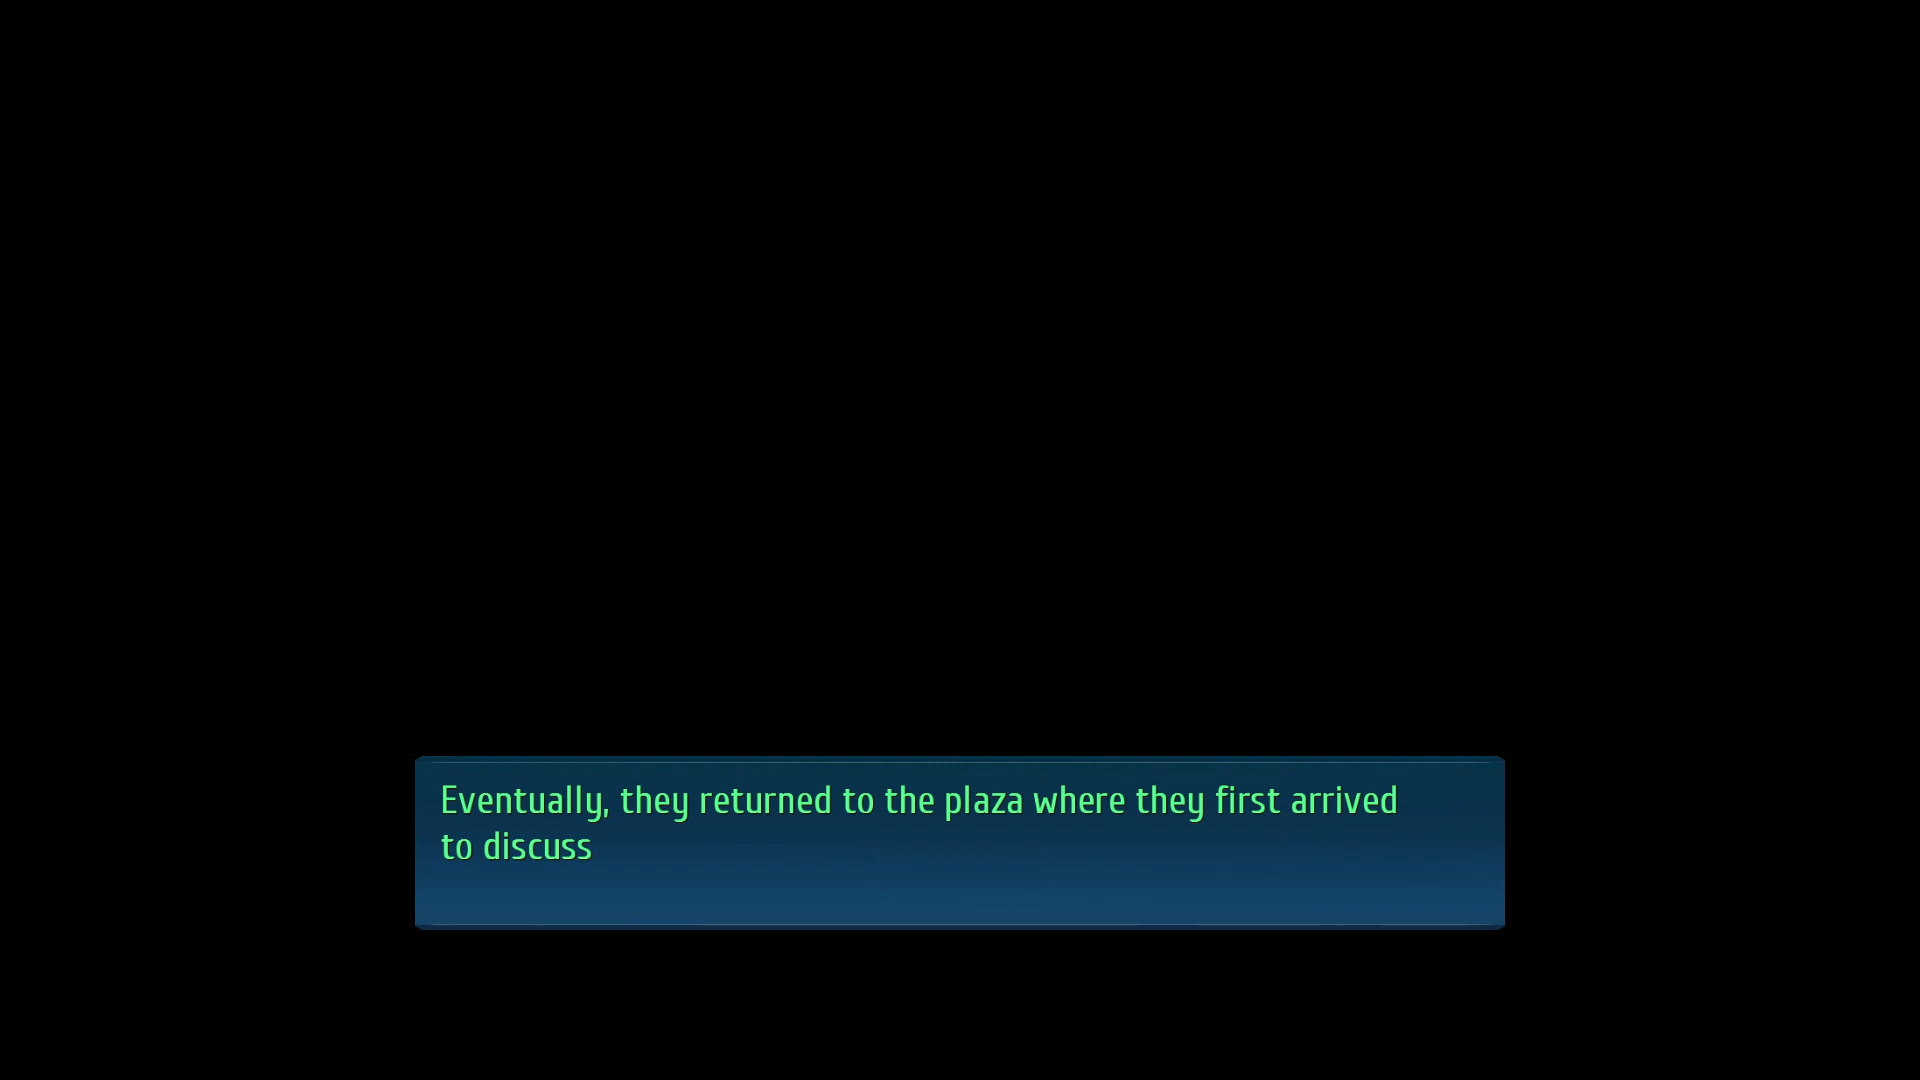 Eventually, they returned to the plaza where they first arrived
to discuss